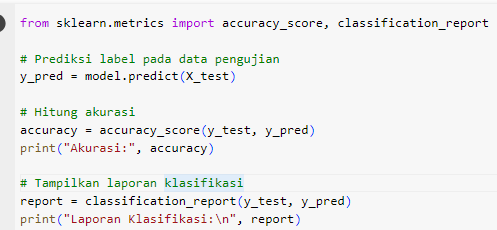 from sklearn.metrics import accuracy_score, classification_report
# Prediksi label pada data pengujian
y_pred = model.predict(X_test)
# Hitung akurasi
accuracy = accuracy_score(y_test, y_pred)
print("Akurasi:", accuracy)
# Tampilkan laporan klasifikasi
report = classification_report(y_test, y_pred)
print("Laporan Klasifikasi:\n", report)